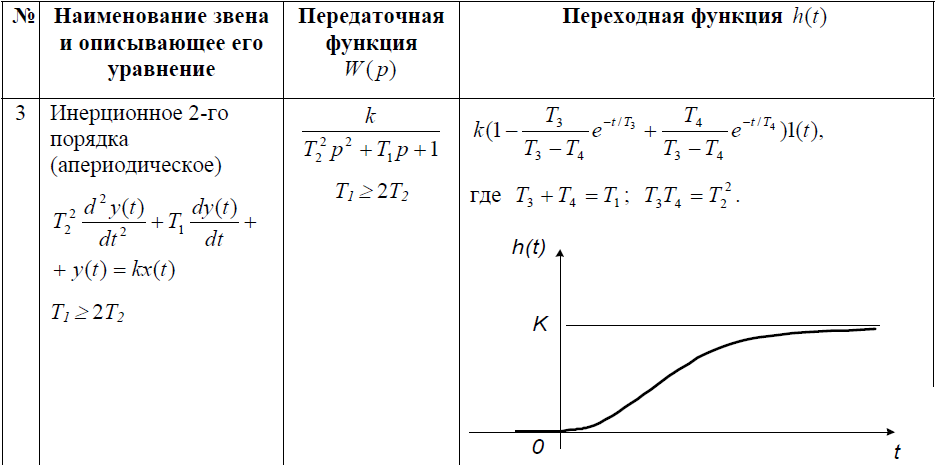 № Наименование звена и описывающее его уравнение
Передаточная функция W(p)
Переходная функция h(t)
3
Инерционное 2-го
порядка
(апериодическое)
T₂² d²y(t)/dt² + T₁ dy(t)/dt +
+ y(t) = kx(t)
T₁ ≥ 2T₂
k/(T₂²p² + T₁p + 1)
T₁ ≥ 2T₂
k(1 − T₃/(T₃ − T₄) e^(−t/T₃) + T₄/(T₃ − T₄) e^(−t/T₄))1(t),
где T₃ + T₄ = T₁; T₃T₄ = T₂².
h(t)
K
0
t